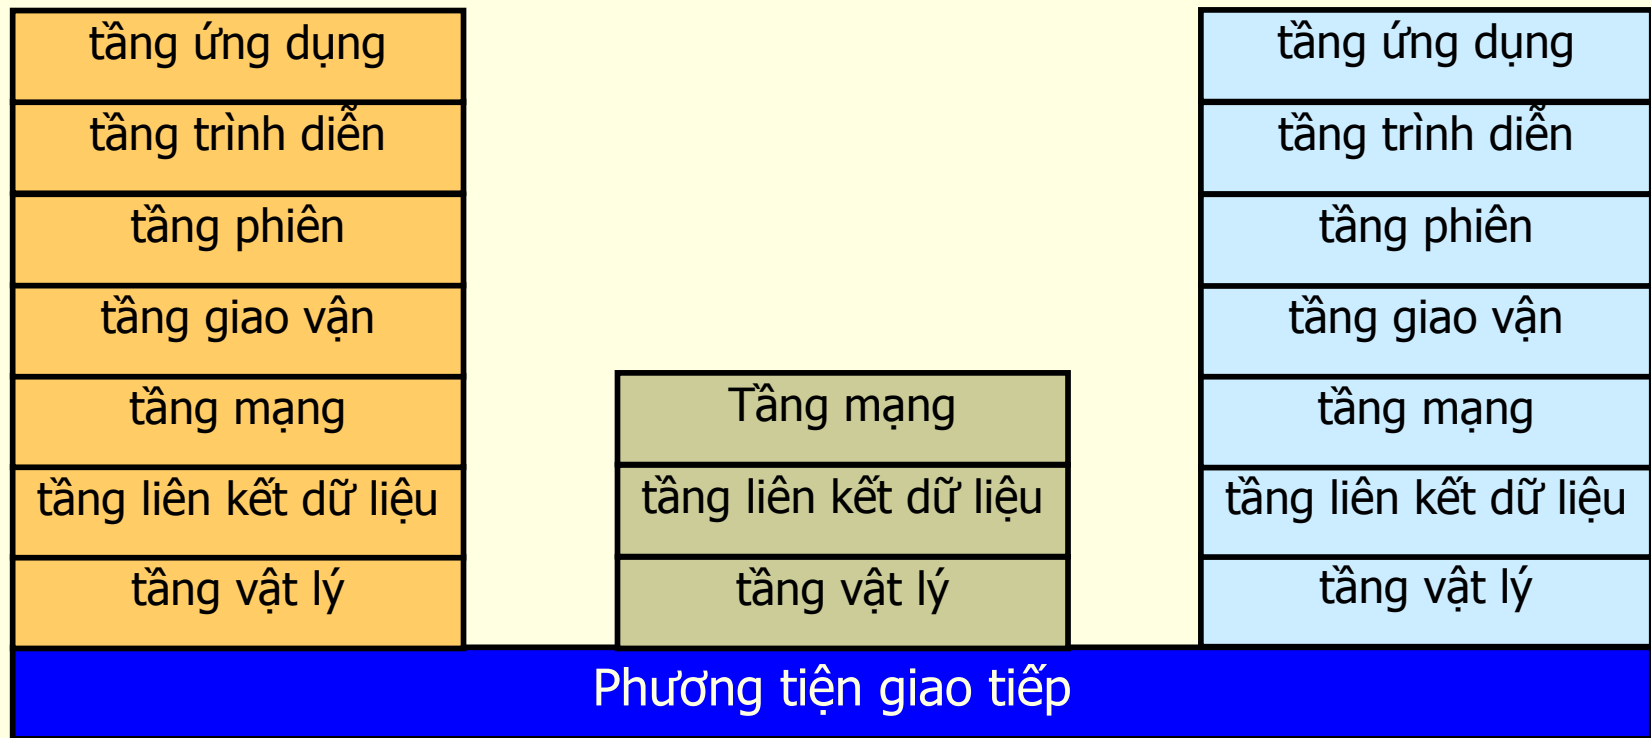 tầng ứng dụng
tầng trình diễn
tầng phiên
tầng giao vận
tầng mạng
tầng liên kết dữ liệu
tầng vật lý
Tầng mạng
tầng liên kết dữ liệu
tầng vật lý
tầng ứng dụng
tầng trình diễn
tầng phiên
tầng giao vận
tầng mạng
tầng liên kết dữ liệu
tầng vật lý
Phương tiện giao tiếp